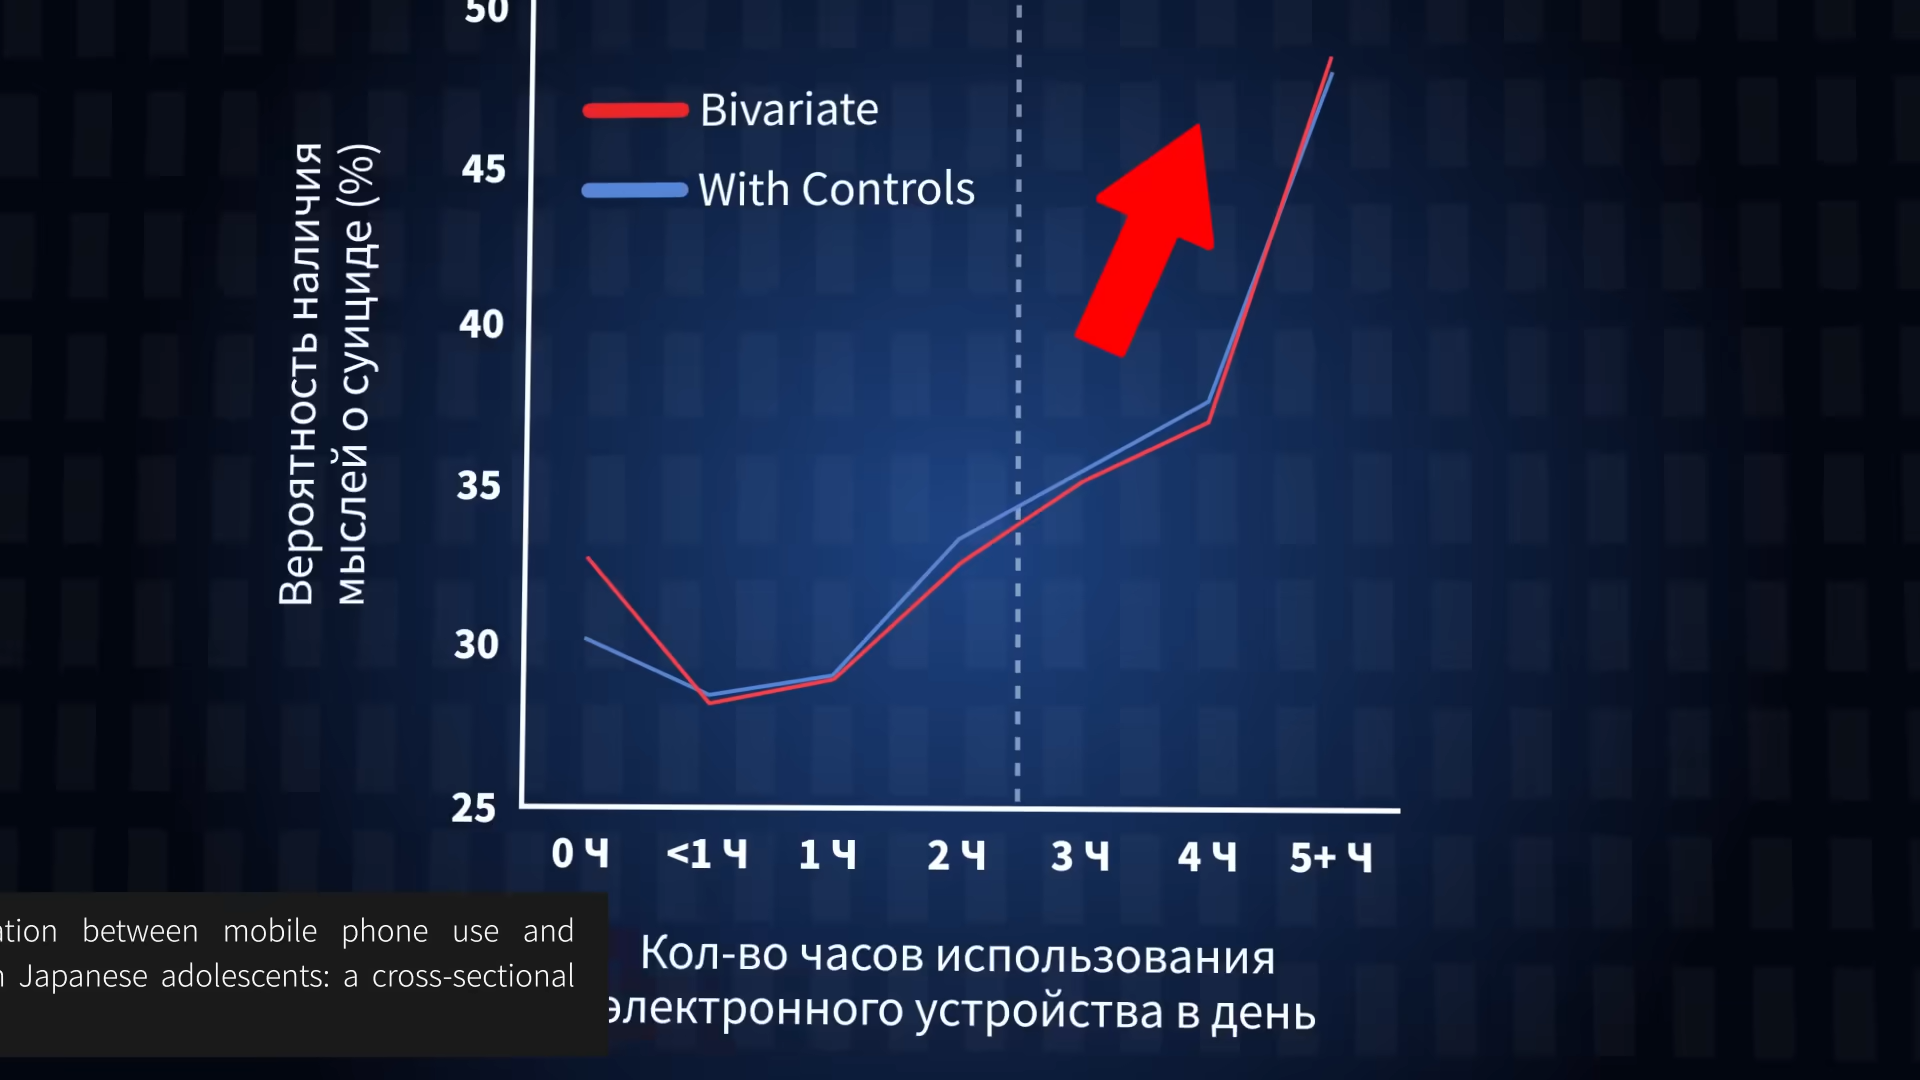 50
Bivariate
With Controls
45
40
35
30
25
Вероятность наличия
мыслей о суициде (%)
0 Ч <1 Ч 1 Ч 2 Ч 3 Ч 4 Ч 5+ Ч
Кол-во часов использования
электронного устройства в день
between mobile phone use and
Japanese adolescents: a cross-sectional